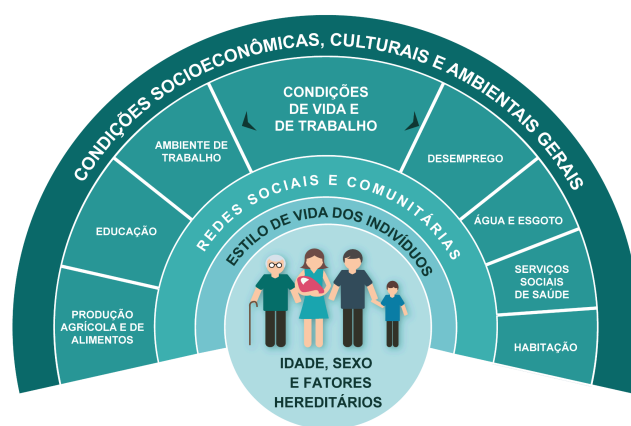 CONDIÇÕES SOCIOECONÔMICAS, CULTURAIS E AMBIENTAIS GERAIS
CONDIÇÕES
DE VIDA E
DE TRABALHO
AMBIENTE DE
TRABALHO
DESEMPREGO
EDUCAÇÃO
ÁGUA E ESGOTO
PRODUÇÃO
AGRÍCOLA E DE
ALIMENTOS
SERVIÇOS
SOCIAIS
DE SAÚDE
HABITAÇÃO
REDES SOCIAIS E COMUNITÁRIAS
ESTILO DE VIDA DOS INDIVÍDUOS
IDADE, SEXO
E FATORES
HEREDITÁRIOS